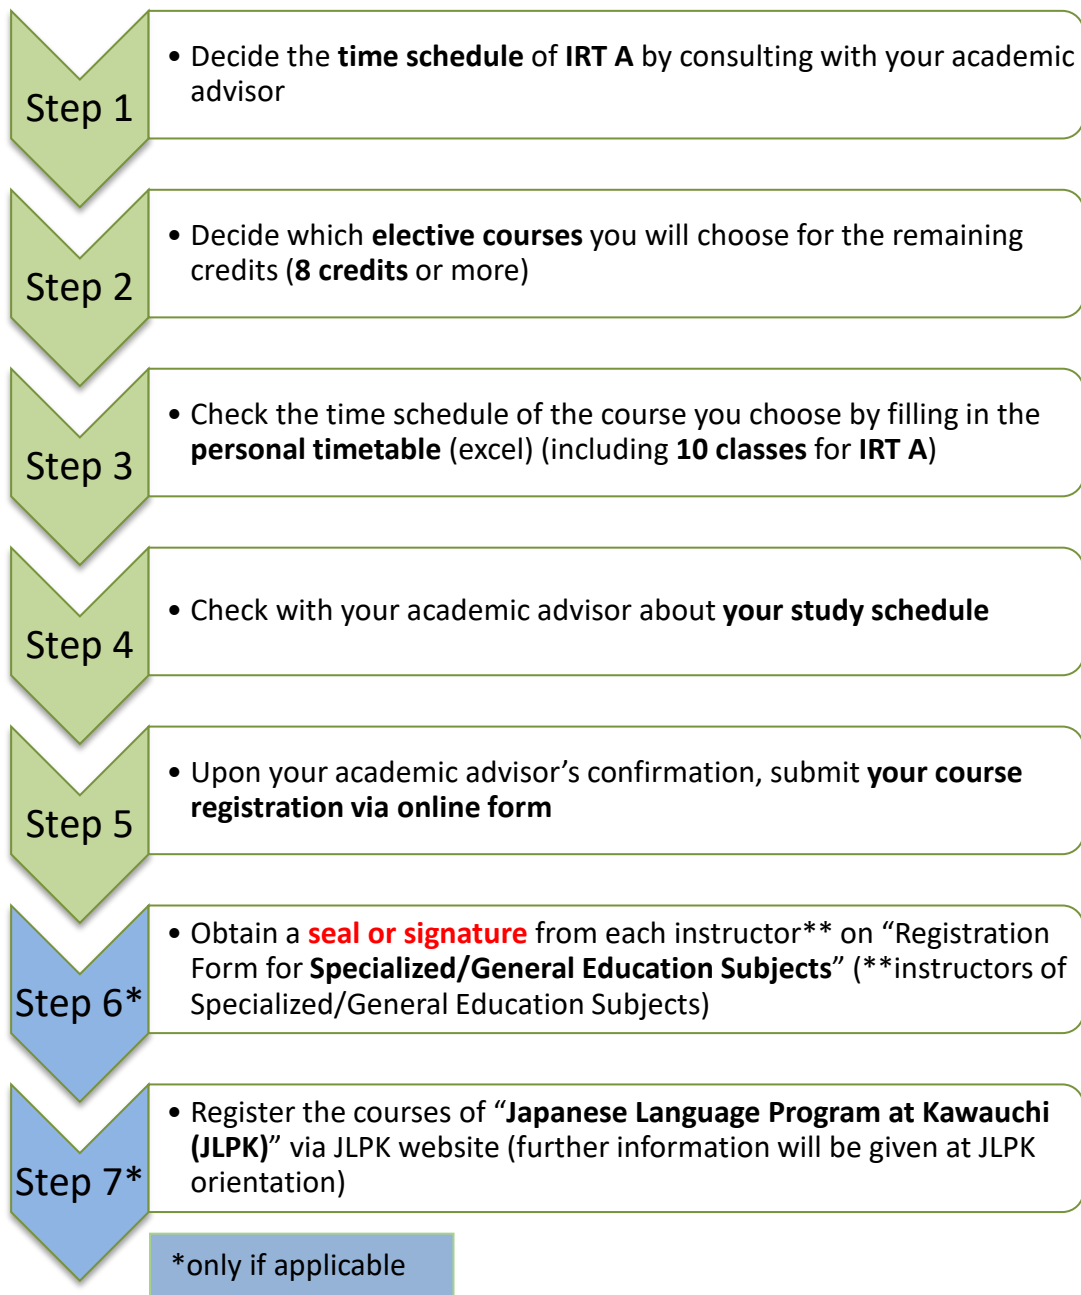 Step 1
• Decide the time schedule of IRT A by consulting with your academic
advisor
Step 2
• Decide which elective courses you will choose for the remaining
credits (8 credits or more)
Step 3
• Check the time schedule of the course you choose by filling in the
personal timetable (excel) (including 10 classes for IRT A)
Step 4
• Check with your academic advisor about your study schedule
Step 5
• Upon your academic advisor’s confirmation, submit your course
registration via online form
Step 6*
• Obtain a seal or signature from each instructor** on “Registration
Form for Specialized/General Education Subjects” (**instructors of
Specialized/General Education Subjects)
Step 7*
• Register the courses of “Japanese Language Program at Kawauchi
(JLPK)” via JLPK website (further information will be given at JLPK
orientation)
*only if applicable